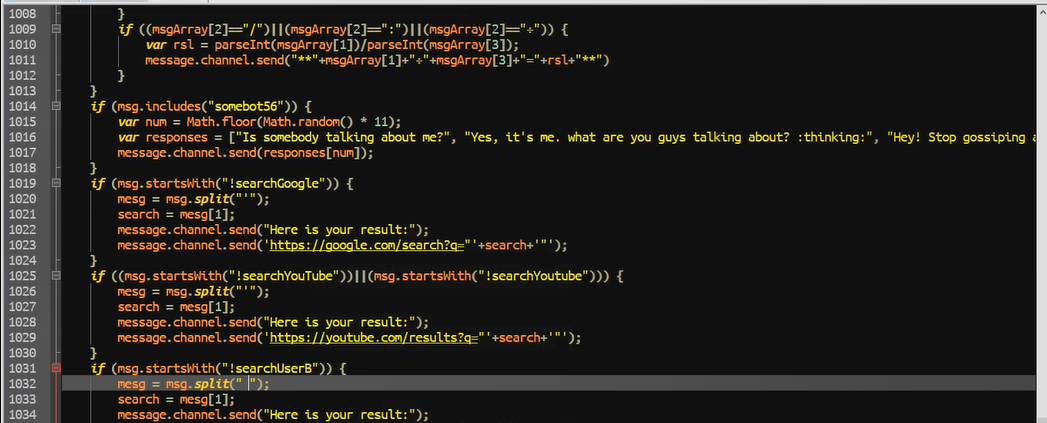 1008 }
1009 if ((msgArray[2]=="/")||(msgArray[2]==":")||(msgArray[2]=="÷")) {
1010 var rsl = parseInt(msgArray[1])/parseInt(msgArray[3]);
1011 message.channel.send("**"+msgArray[1]+"÷"+msgArray[3]+"="+rsl+"**")
1012 }
1013 }
1014 if (msg.includes("somebot56")) {
1015 var num = Math.floor(Math.random() * 11);
1016 var responses = ["Is somebody talking about me?", "Yes, it's me. what are you guys talking about? :thinking:", "Hey! Stop gossiping a
1017 message.channel.send(responses[num]);
1018 }
1019 if (msg.startsWith("!searchGoogle")) {
1020 mesg = msg.split("'");
1021 search = mesg[1];
1022 message.channel.send("Here is your result:");
1023 message.channel.send('https://google.com/search?q="'+search+'"');
1024 }
1025 if ((msg.startsWith("!searchYouTube"))||(msg.startsWith("!searchYoutube"))) {
1026 mesg = msg.split("'");
1027 search = mesg[1];
1028 message.channel.send("Here is your result:");
1029 message.channel.send('https://youtube.com/results?q="'+search+'"');
1030 }
1031 if (msg.startsWith("!searchUserB")) {
1032 mesg = msg.split(" ");
1033 search = mesg[1];
1034 message.channel.send("Here is your result:");